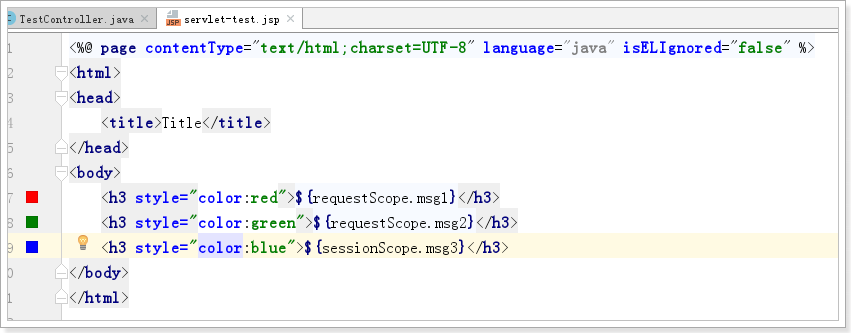 TestController.java × servlet-test.jsp ×
1 <%@ page contentType="text/html;charset=UTF-8" language="java" isELIgnored="false" %>
2 <html>
3 <head>
4 <title>Title</title>
5 </head>
6 <body>
7 <h3 style="color:red">${requestScope.msg1}</h3>
8 <h3 style="color:green">${requestScope.msg2}</h3>
9 <h3 style="color:blue">${sessionScope.msg3}</h3>
0 </body>
1 </html>